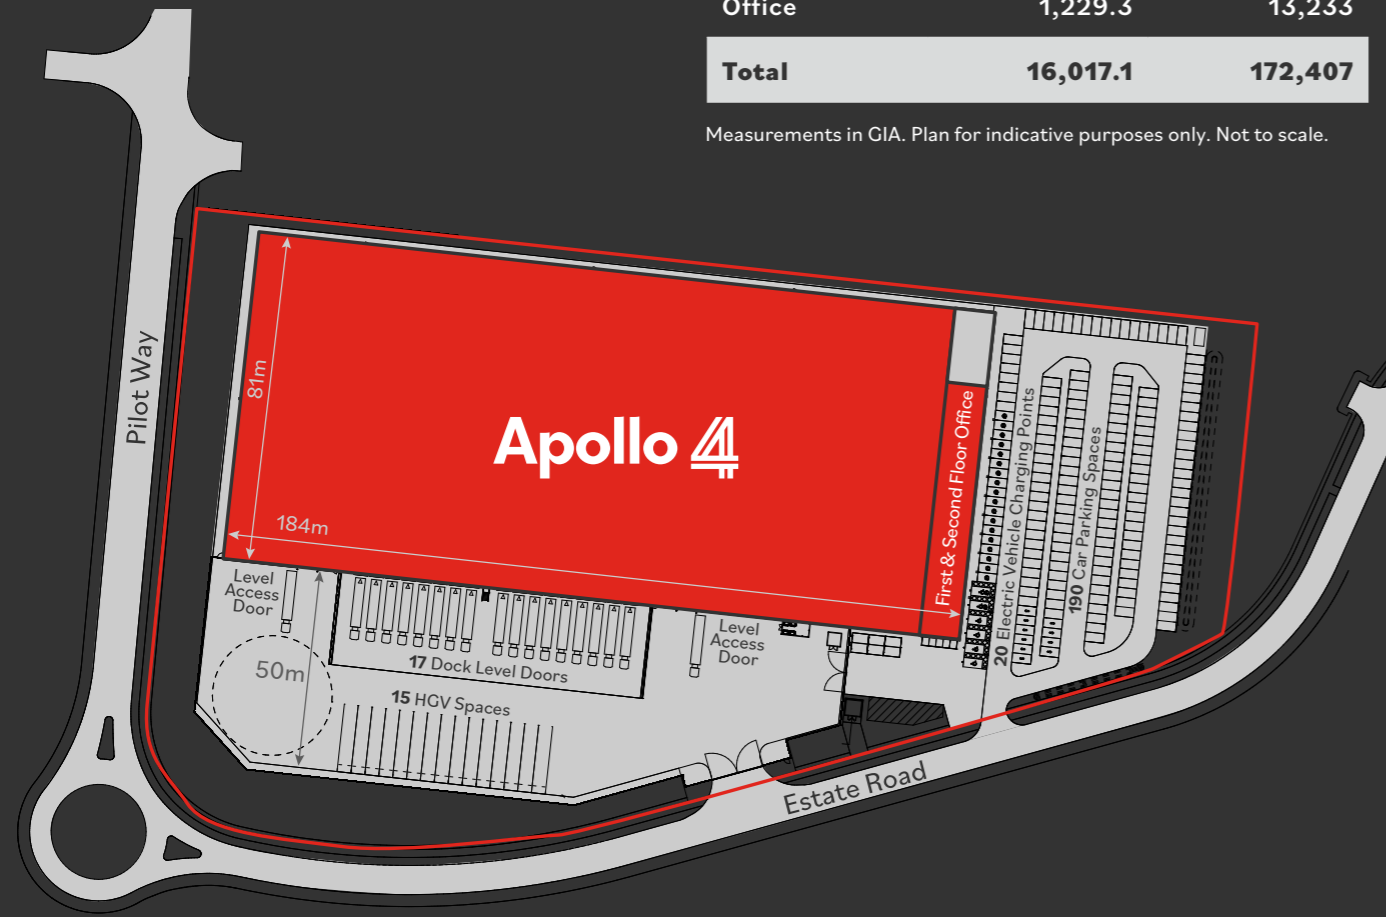 Office 1,229.3 13,233
Total 16,017.1 172,407
Measurements in GIA. Plan for indicative purposes only. Not to scale.
Pilot Way
81m
Apollo 4
184m
First & Second Floor Office
20 Electric Vehicle Charging Points
190 Car Parking Spaces
Level
Access
Door
50m
17 Dock Level Doors
15 HGV Spaces
Level
Access
Door
Estate Road